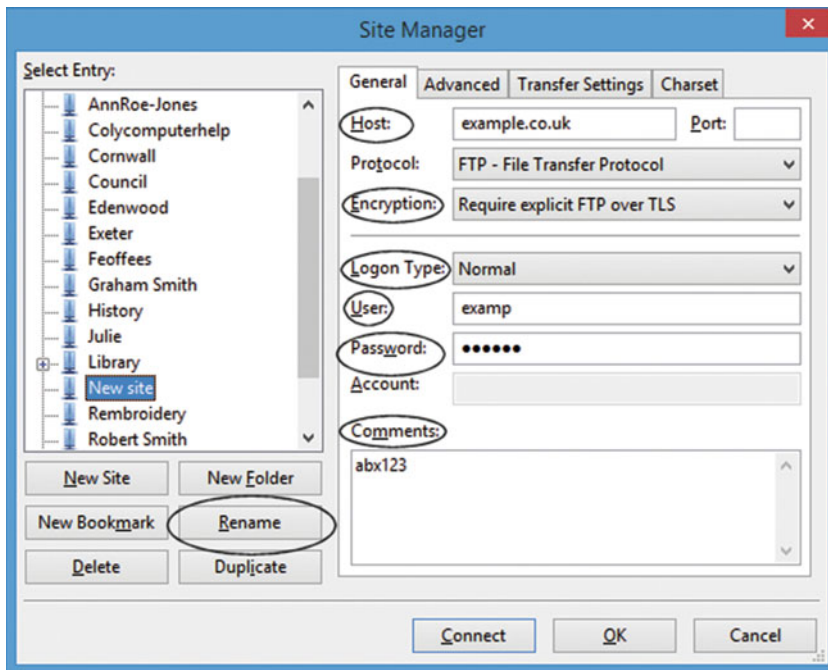 Site Manager
Select Entry:
AnnRoe-Jones
Colycomputerhelp
Cornwall
Council
Edenwood
Exeter
Feoffees
Graham Smith
History
Julie
Library
New site
Rembroidery
Robert Smith
New Site New Folder
New Bookmark Rename
Delete Duplicate
General Advanced Transfer Settings Charset
Host: example.co.uk Port:
Protocol: FTP - File Transfer Protocol
Encryption: Require explicit FTP over TLS
Logon Type: Normal
User: examp
Password: ●●●●●●
Account:
Comments:
abx123
Connect OK Cancel